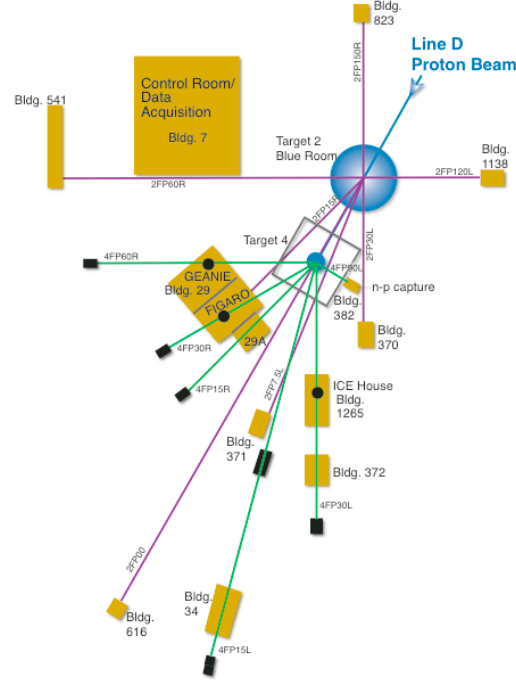 Bldg.
823
Line D
Proton Beam
2FP150R
Control Room/
Data
Acquisition
Bldg. 7
Bldg. 541
Target 2
Blue Room
Bldg.
1138
2FP60R
2FP120L
2FP15R
2FP30L
Target 4
4FP60R
4FP90L
GEANIE
Bldg. 29
FIGARO
n-p capture
Bldg.
382
Bldg.
370
29A
4FP30R
4FP15R
2FP7.5L
ICE House
Bldg.
1265
Bldg.
371
Bldg. 372
4FP30L
2FP00
Bldg.
34
Bldg.
616
4FP15L